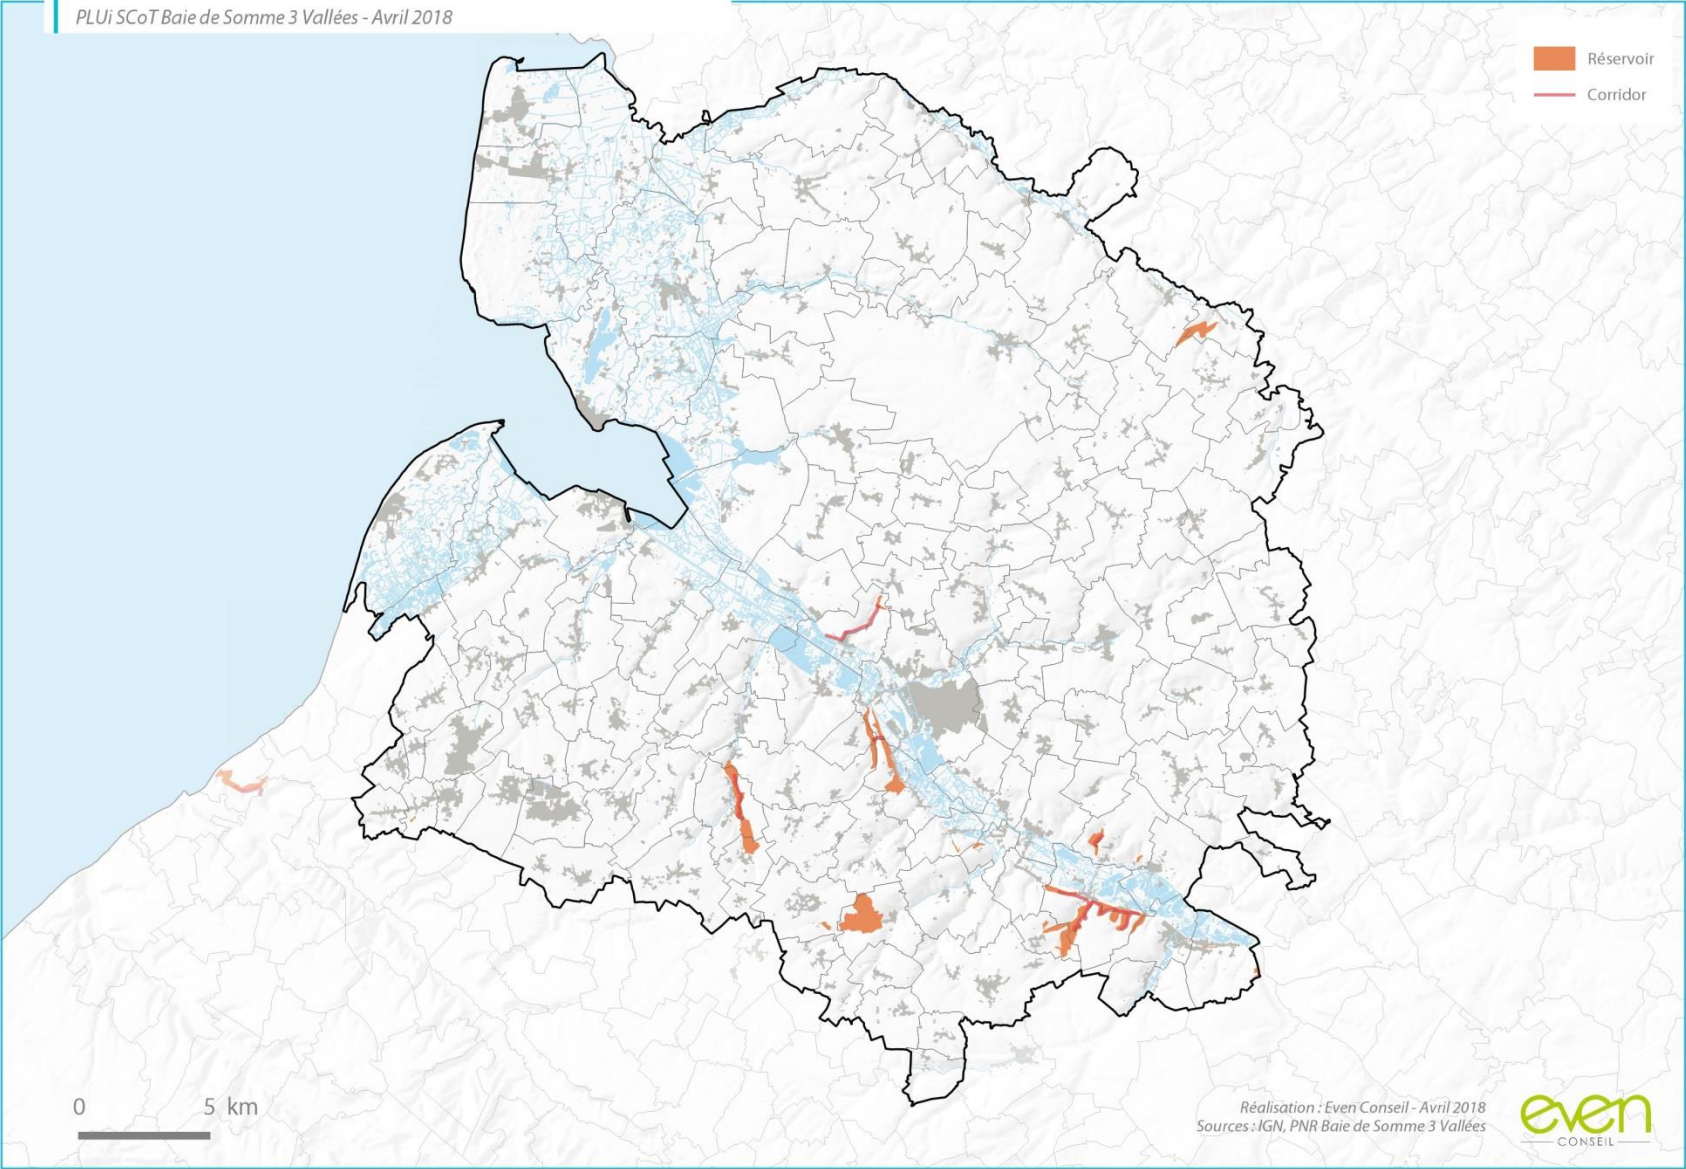 PLUi SCoT Baie de Somme 3 Vallées - Avril 2018
Réservoir
Corridor
0 5 km
Réalisation : Even Conseil - Avril 2018
Sources : IGN, PNR Baie de Somme 3 Vallées
even
CONSEIL